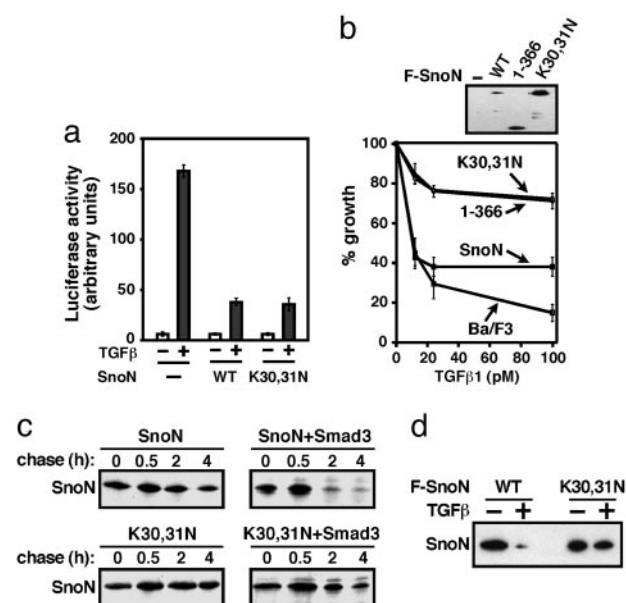 a
Luciferase activity
(arbitrary units)
200
150
100
50
0
TGFβ − + − + − +
SnoN − WT K30,31N
b
F-SnoN − WT 1-366 K30,31N
% growth
100
80
60
40
20
0
K30,31N
1-366
SnoN
Ba/F3
0 20 40 60 80 100
TGFβ1 (pM)
c
SnoN SnoN+Smad3
chase (h): 0 0.5 2 4 0 0.5 2 4
SnoN
K30,31N K30,31N+Smad3
0 0.5 2 4 0 0.5 2 4
SnoN
d
F-SnoN WT K30,31N
TGFβ − + − +
SnoN